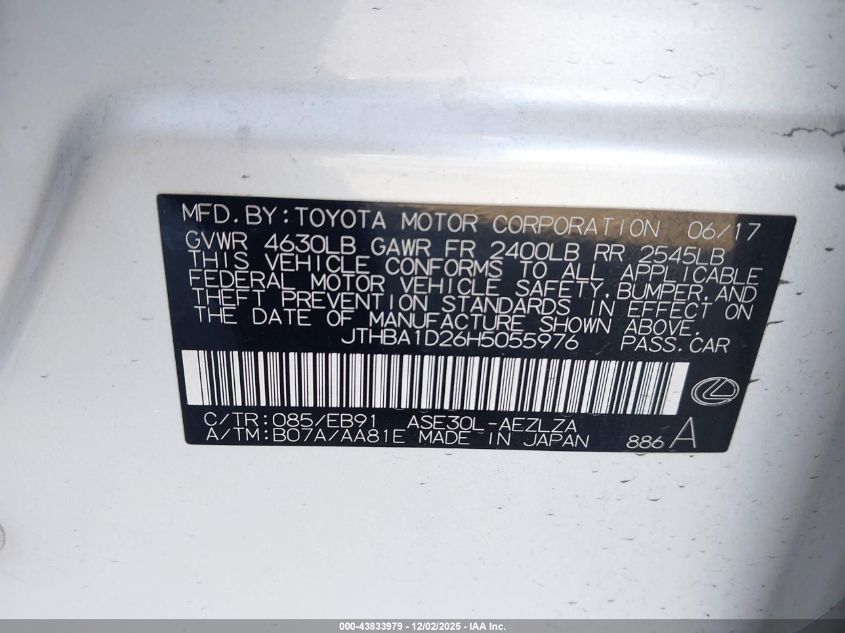 MFD. BY: TOYOTA MOTOR CORPORATION 06/17
GVWR 4630LB GAWR FR 2400LB RR 2545LB
THIS VEHICLE CONFORMS TO ALL APPLICABLE
FEDERAL MOTOR VEHICLE SAFETY, BUMPER, AND
THEFT PREVENTION STANDARDS IN EFFECT ON
THE DATE OF MANUFACTURE SHOWN ABOVE.
JTHBA1D26H5055976 PASS. CAR
C/TR: 085/EB91 ASE30L-AEZLZA
A/TM: B07A/AA81E MADE IN JAPAN 886 A
000-43833979 - 12/02/2025 - IAA Inc.